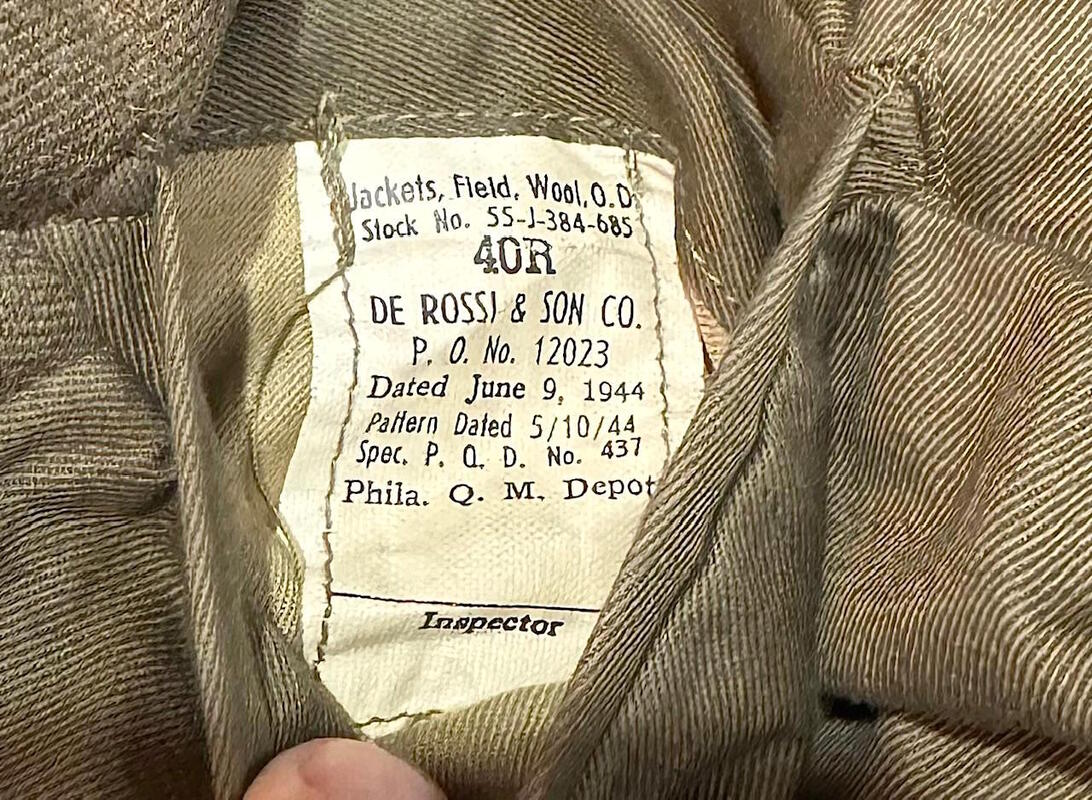 Jackets, Field, Wool, O.D.
Stock No. 55-J-384-685
40R
DE ROSSI & SON CO.
P. O. No. 12023
Dated June 9, 1944
Pattern Dated 5/10/44
Spec. P. Q. D. No. 437
Phila. Q. M. Depot
Inspector